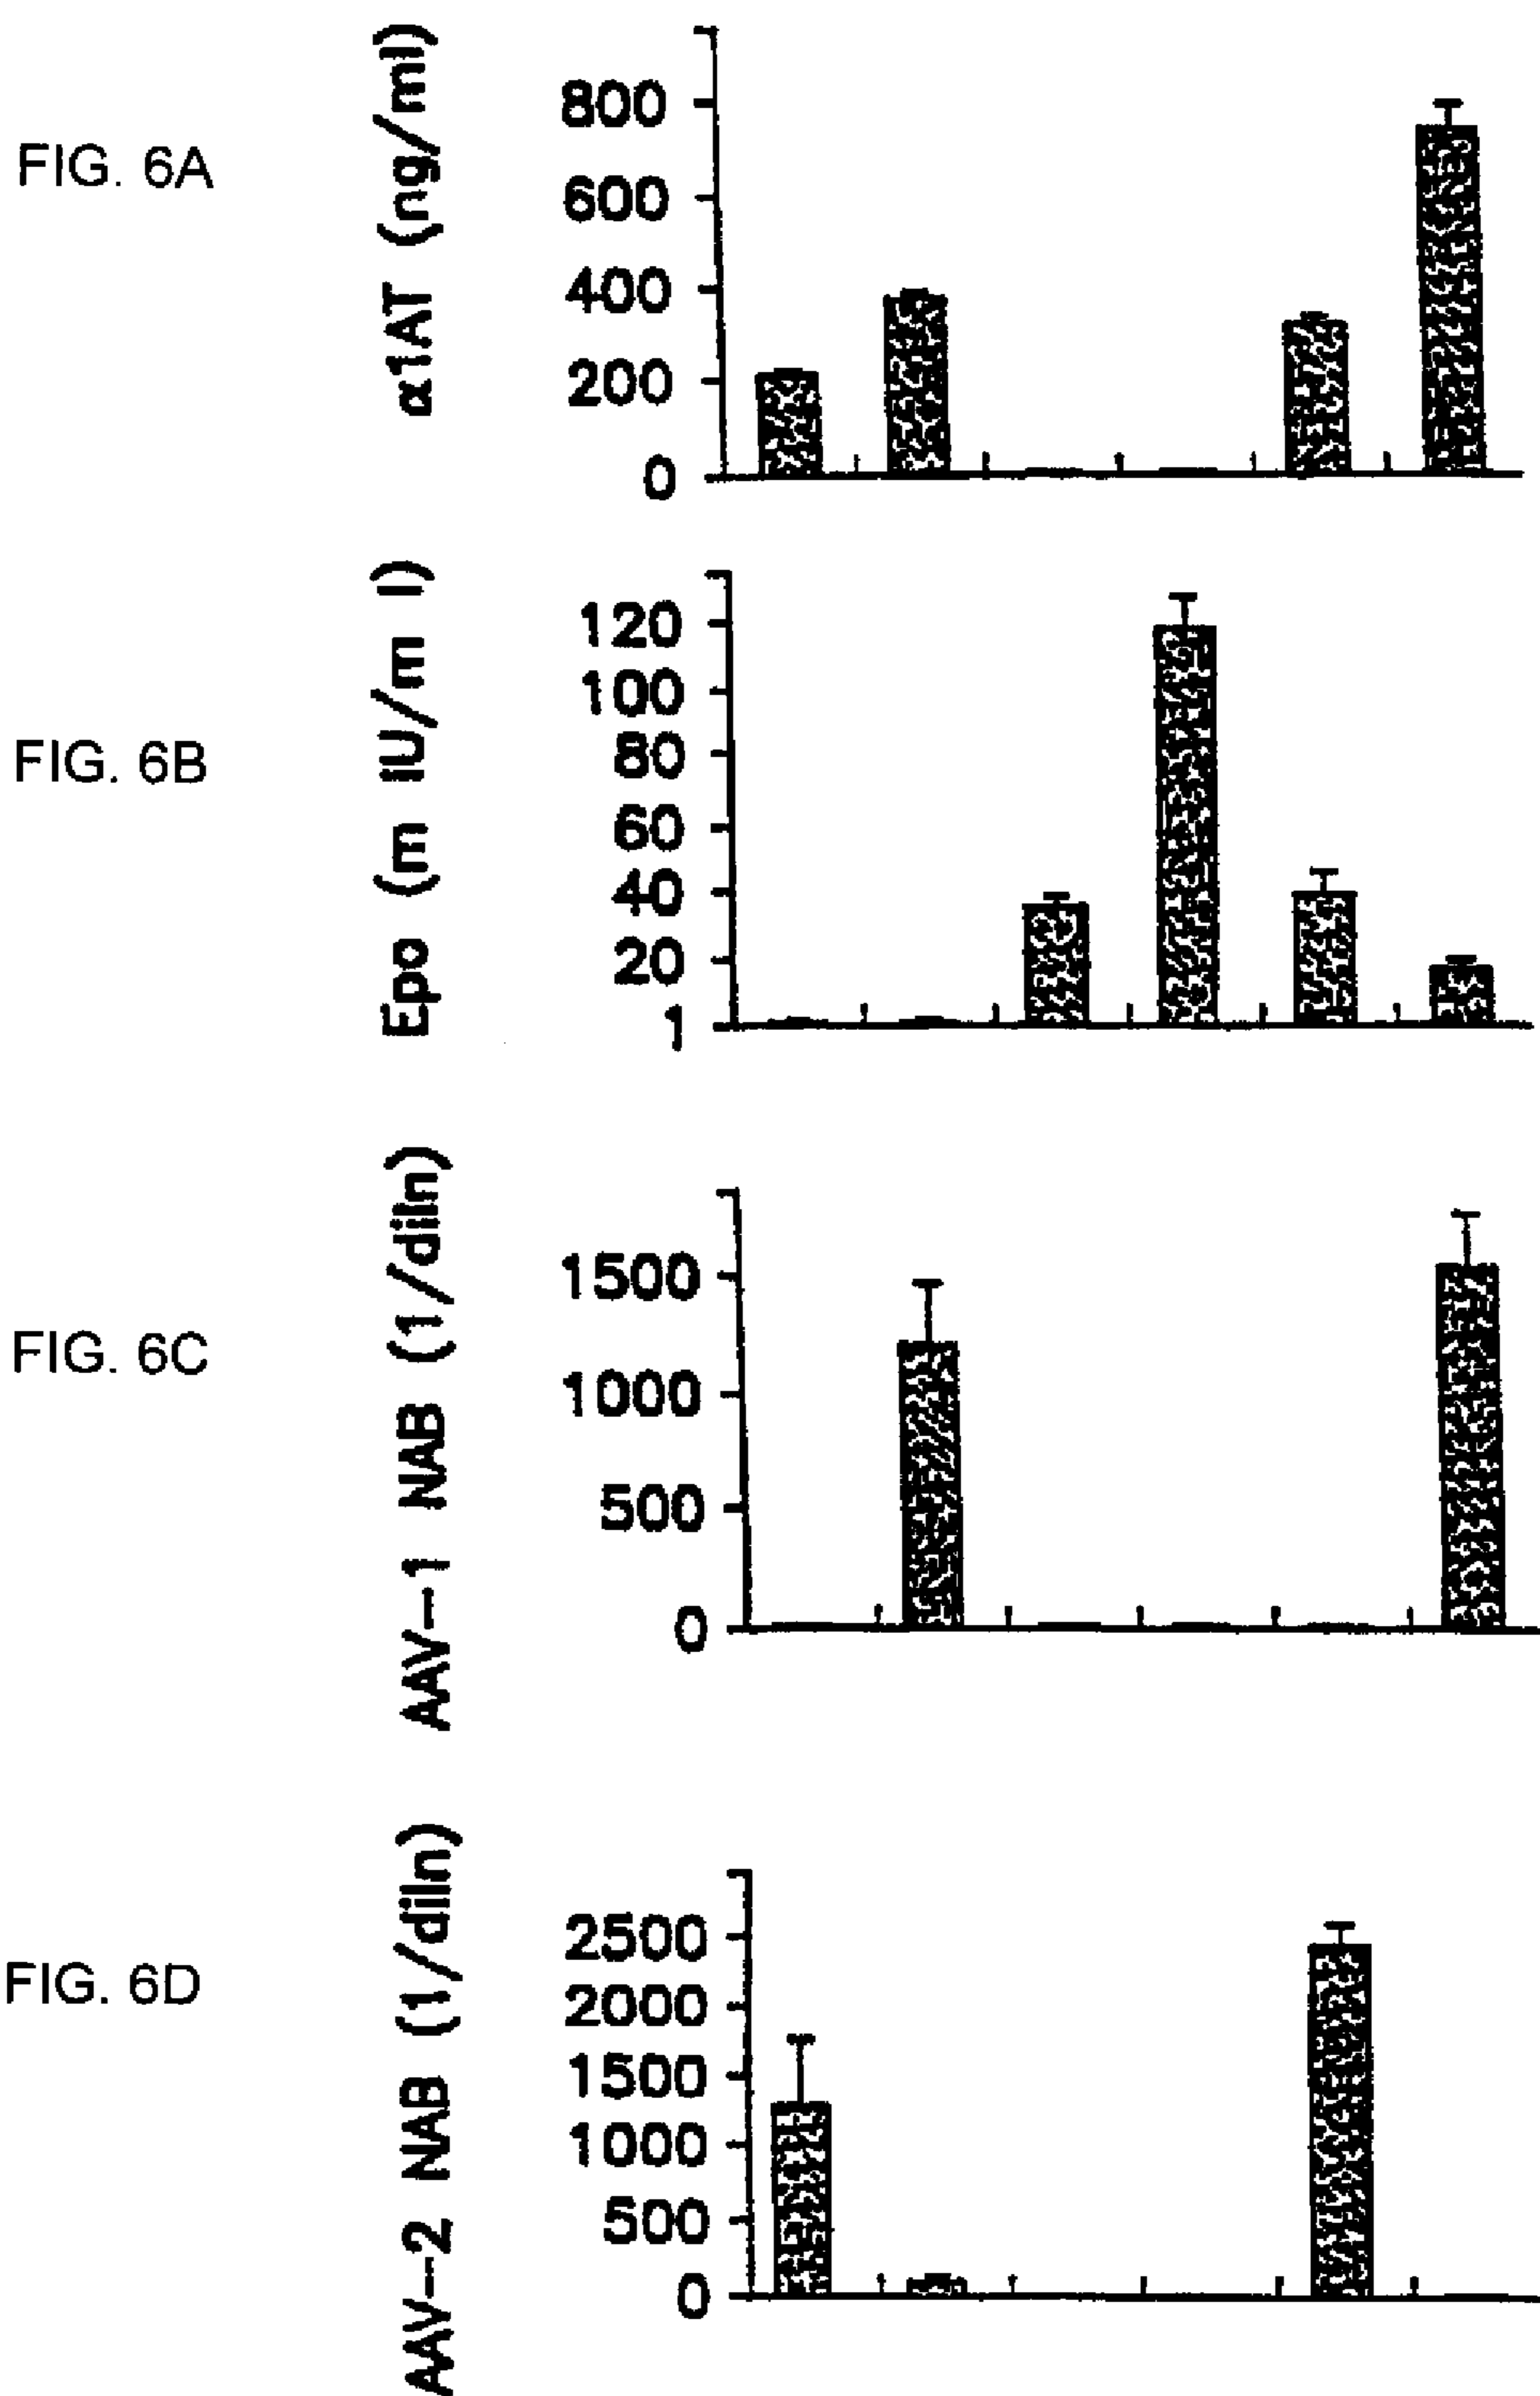 FIG. 6A
α1AT (ng/ml)
800
600
400
200
0
FIG. 6B
Epo (m iU/m l)
120
100
80
60
40
20
1
FIG. 6C
AAV-1 NAB (1/diln)
1500
1000
500
0
FIG. 6D
AAV-2 NAB (1/diln)
2500
2000
1500
1000
500
0